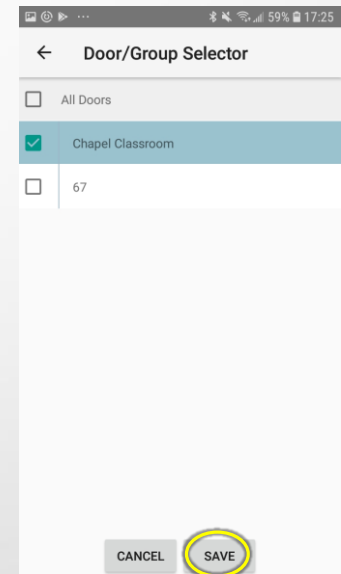 59% 17:25
Door/Group Selector
All Doors
Chapel Classroom
67
CANCEL SAVE